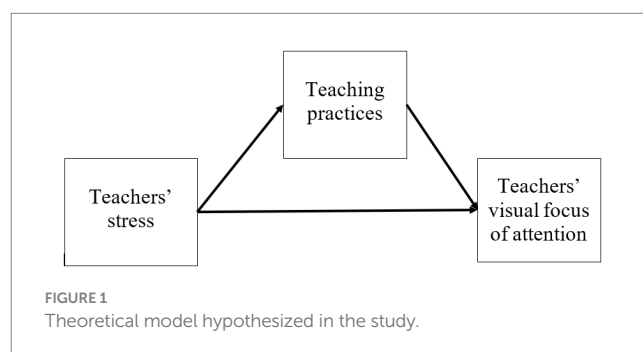 Teaching
practices
Teachers'
stress
Teachers'
visual focus
of attention
FIGURE 1
Theoretical model hypothesized in the study.